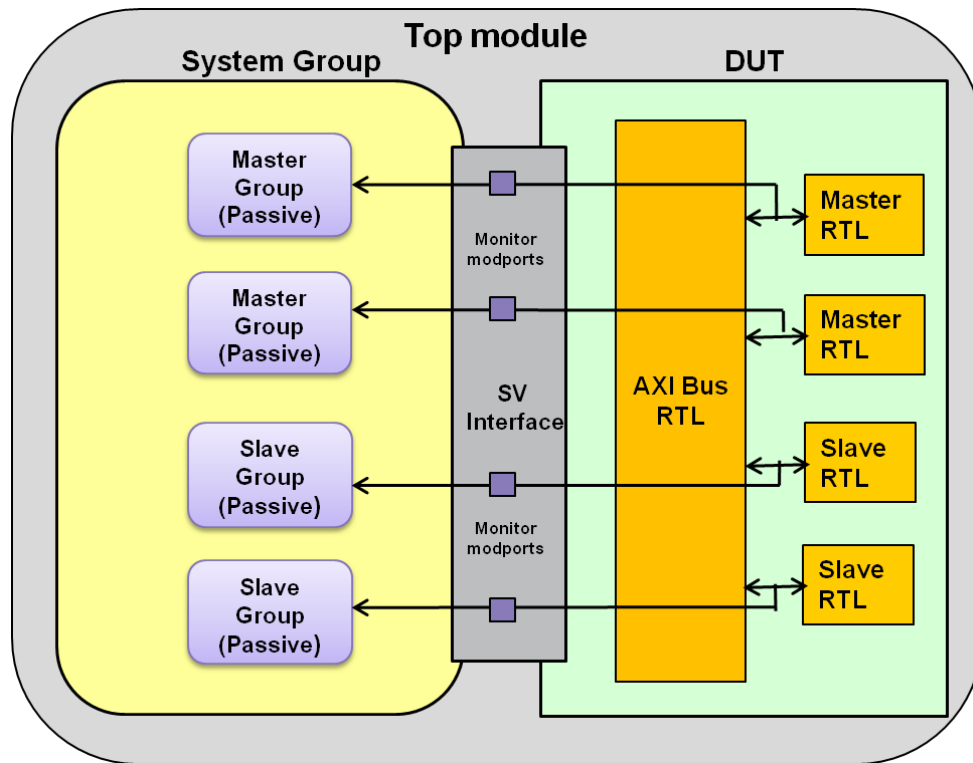 Top module
System Group
DUT
Master
Group
(Passive)
Master
RTL
Monitor
modports
Master
Group
(Passive)
Master
RTL
SV
Interface
AXI Bus
RTL
Slave
Group
(Passive)
Slave
RTL
Monitor
modports
Slave
Group
(Passive)
Slave
RTL